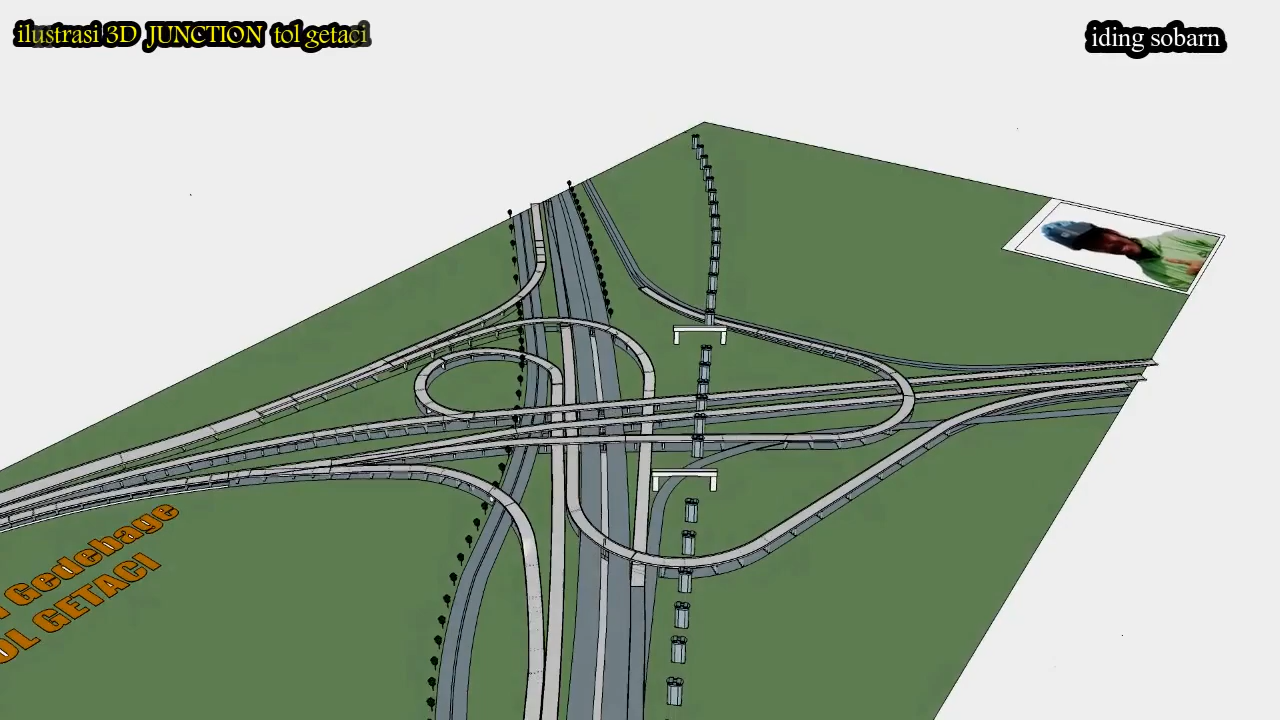 ilustrasi 3D JUNCTION tol getaci
iding sobarn
Gedebage
OL GETACI